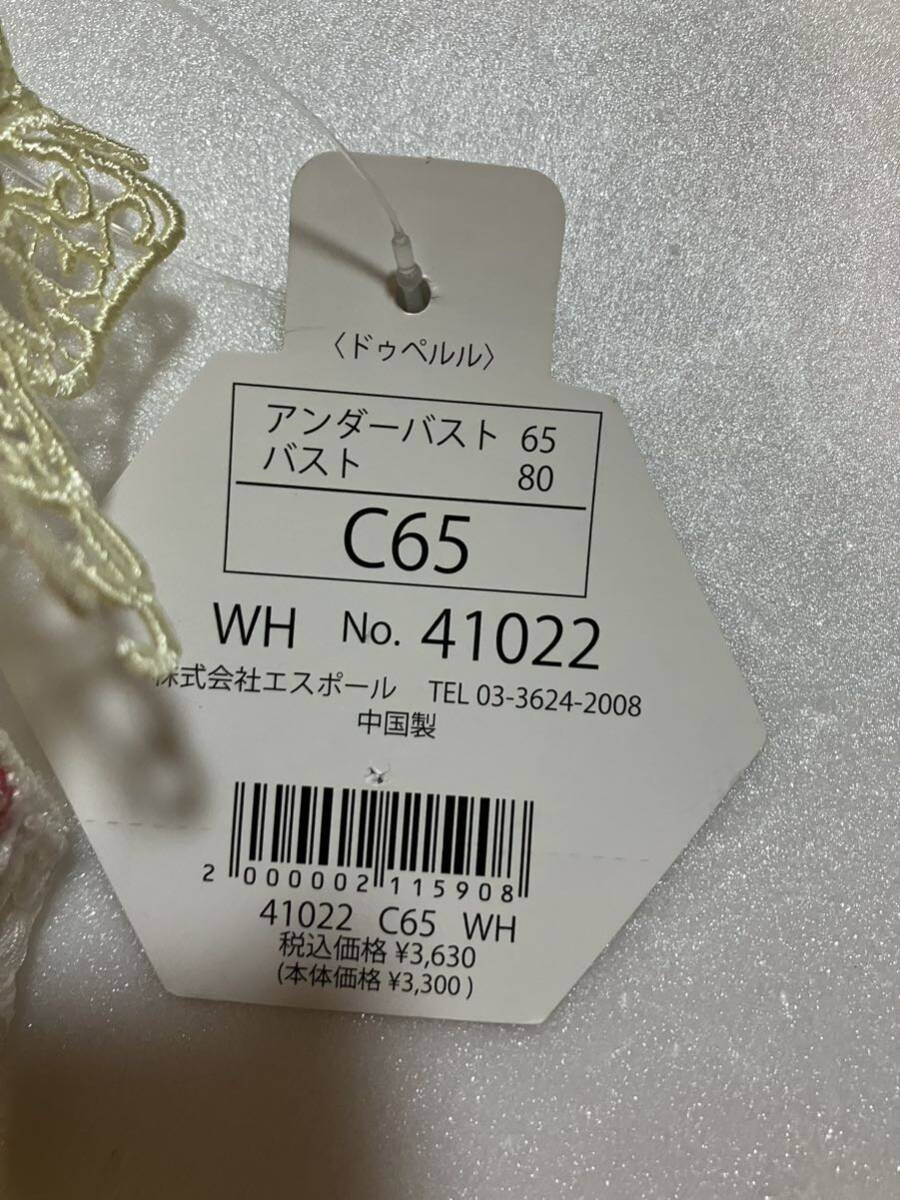 〈ドゥペルル〉
アンダーバスト 65
バスト 80
C65
WH No. 41022
株式会社エスポール TEL 03-3624-2008
中国製
2 000002 115908
41022 C65 WH
税込価格 ¥3,630
(本体価格 ¥3,300)